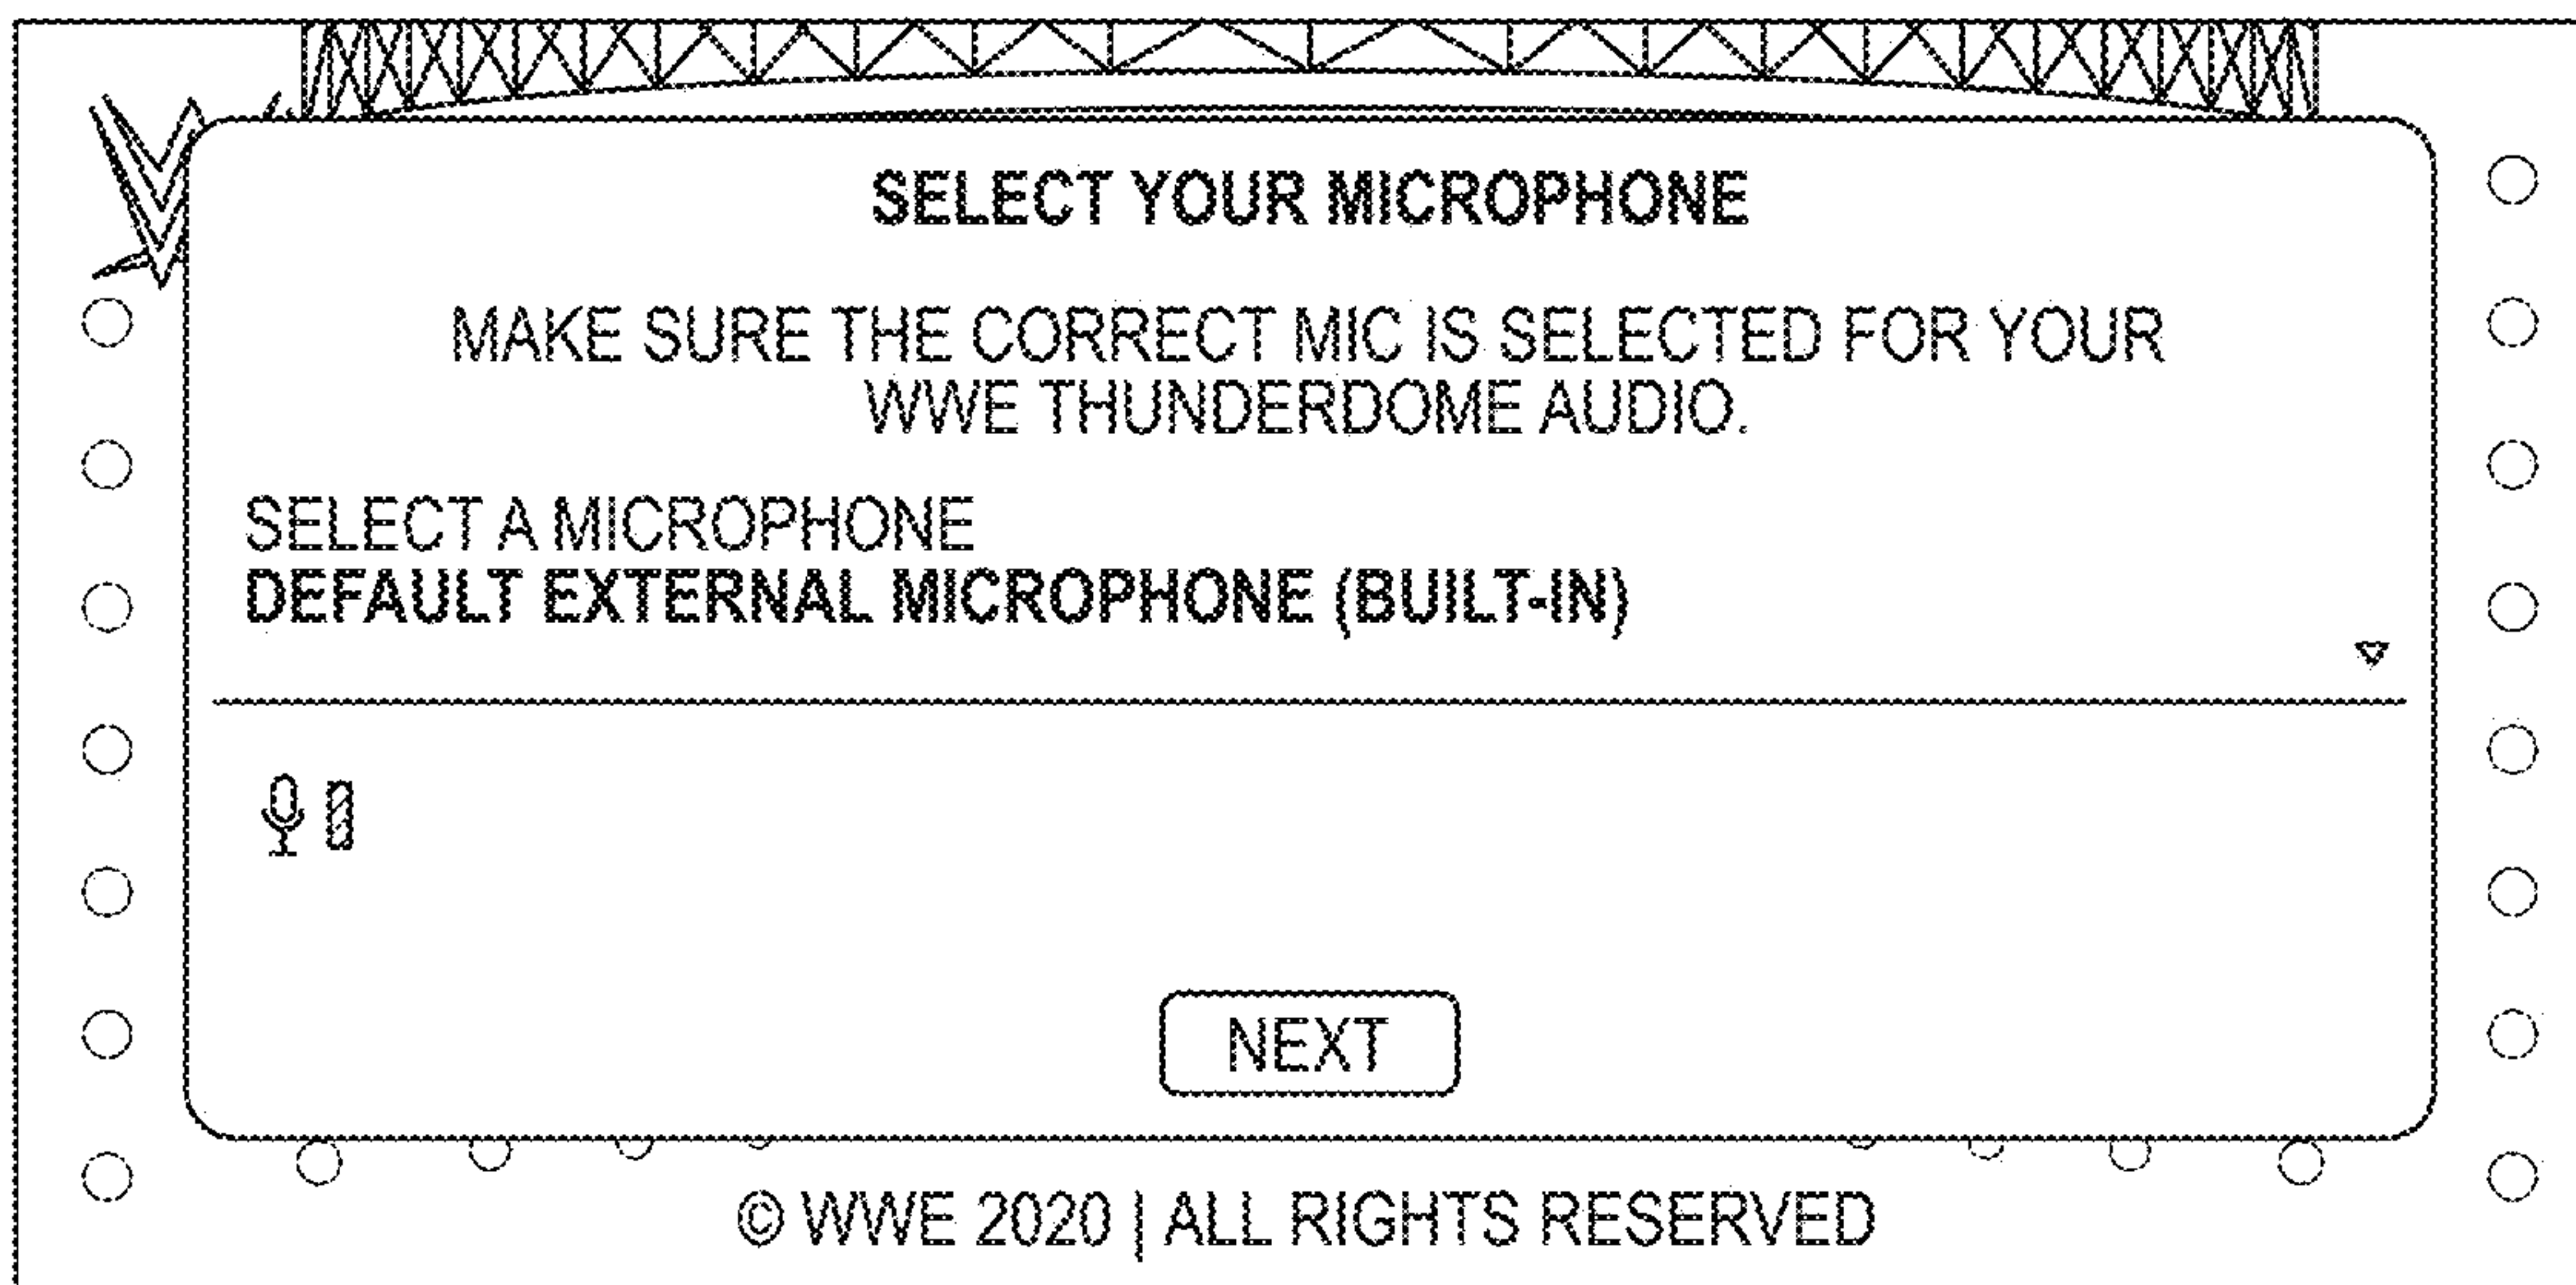 SELECT YOUR MICROPHONE
MAKE SURE THE CORRECT MIC IS SELECTED FOR YOUR
WWE THUNDERDOME AUDIO.
SELECT A MICROPHONE
DEFAULT EXTERNAL MICROPHONE (BUILT-IN)
NEXT
© WWE 2020 | ALL RIGHTS RESERVED